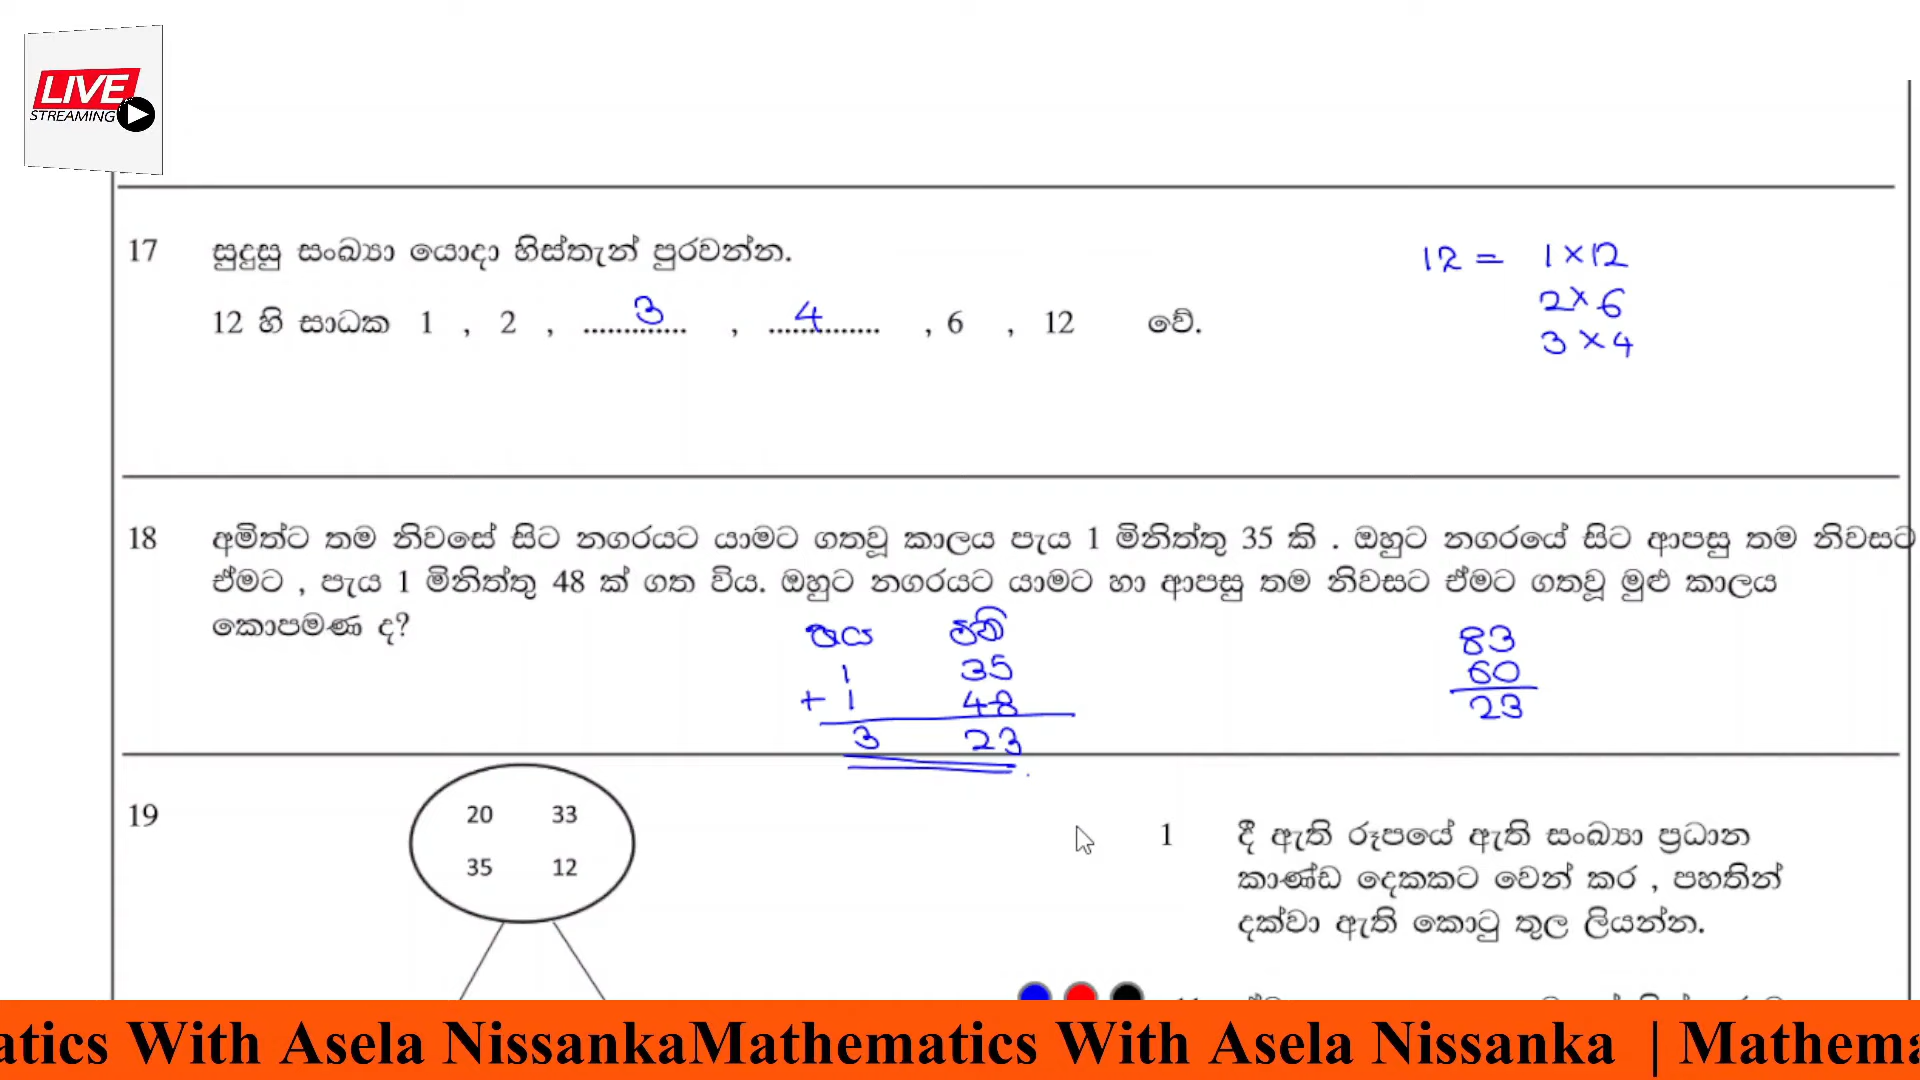 LIVE
STREAMING
17 සුදුසු සංඛ්‍යා යොදා හිස්තැන් පුරවන්න.
12 = 1 × 12
2 × 6
3 × 4
12 හි සාධක 1 , 2 , ............. 3 , .............. 4 , 6 , 12 වේ.
18 අමිත්ට තම නිවසේ සිට නගරයට යාමට ගතවූ කාලය පැය 1 මිනිත්තු 35 කි . ඔහුට නගරයේ සිට ආපසු තම නිවසට
ඒමට , පැය 1 මිනිත්තු 48 ක් ගත විය. ඔහුට නගරයට යාමට හා ආපසු තම නිවසට ඒමට ගතවූ මුළු කාලය
කොපමණ ද?
පැය මිනි
1 35
+ 1 48
3 23
83
60
23
19
20 33
35 12
1 දී ඇති රූපයේ ඇති සංඛ්‍යා ප්‍රධාන
කාණ්ඩ දෙකකට වෙන් කර , පහතින්
දක්වා ඇති කොටු තුල ලියන්න.
atics With Asela NissankaMathematics With Asela Nissanka | Mathema